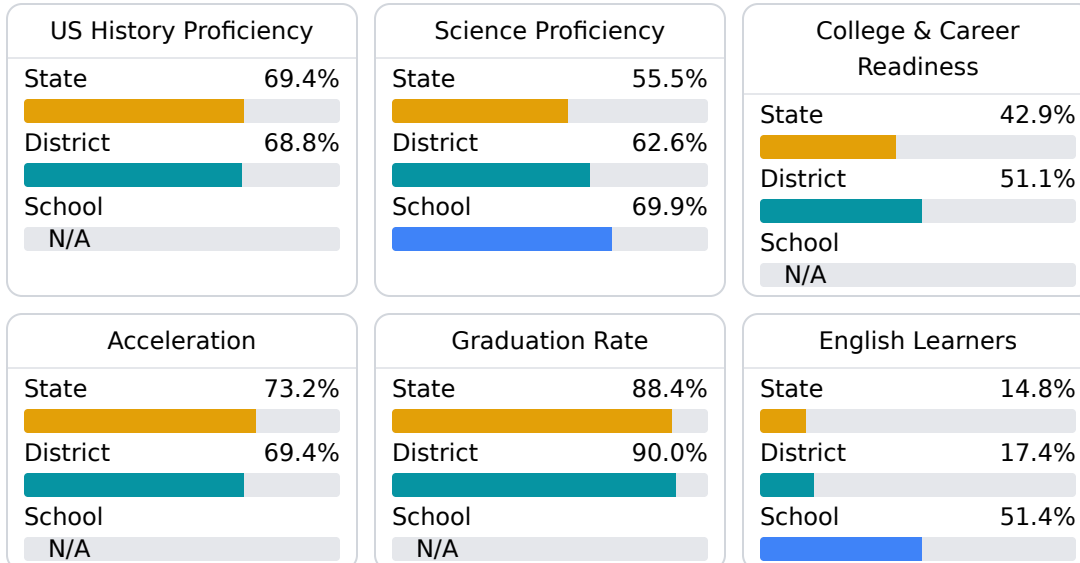 US History Proficiency
State 69.4%
District 68.8%
School
N/A
Science Proficiency
State 55.5%
District 62.6%
School 69.9%
College & Career
Readiness
State 42.9%
District 51.1%
School
N/A
Acceleration
State 73.2%
District 69.4%
School
N/A
Graduation Rate
State 88.4%
District 90.0%
School
N/A
English Learners
State 14.8%
District 17.4%
School 51.4%